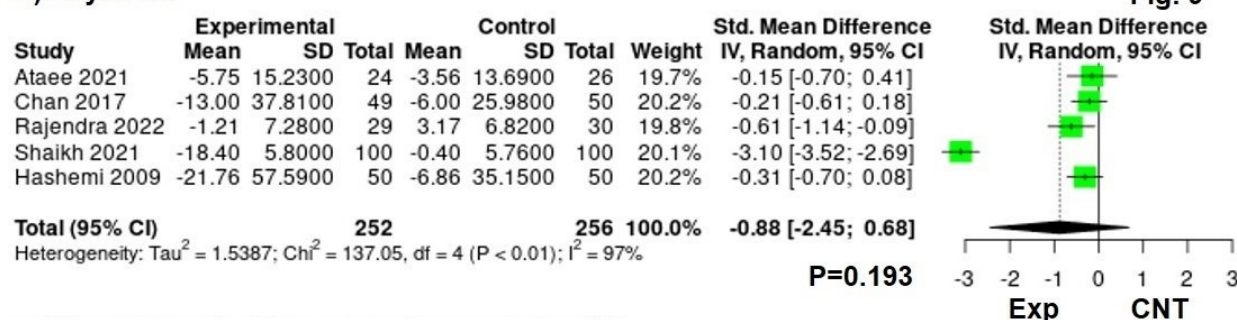 Experimental Control Std. Mean Difference Std. Mean Difference
Study Mean SD Total Mean SD Total Weight IV, Random, 95% CI IV, Random, 95% CI
Ataee 2021 -5.75 15.2300 24 -3.56 13.6900 26 19.7% -0.15 [-0.70; 0.41]
Chan 2017 -13.00 37.8100 49 -6.00 25.9800 50 20.2% -0.21 [-0.61; 0.18]
Rajendra 2022 -1.21 7.2800 29 3.17 6.8200 30 19.8% -0.61 [-1.14; -0.09]
Shaikh 2021 -18.40 5.8000 100 -0.40 5.7600 100 20.1% -3.10 [-3.52; -2.69]
Hashemi 2009 -21.76 57.5900 50 -6.86 35.1500 50 20.2% -0.31 [-0.70; 0.08]
Total (95% CI) 252 256 100.0% -0.88 [-2.45; 0.68]
Heterogeneity: Tau² = 1.5387; Chi² = 137.05, df = 4 (P < 0.01); I² = 97%
P=0.193 -3 -2 -1 0 1 2 3
Exp CNT